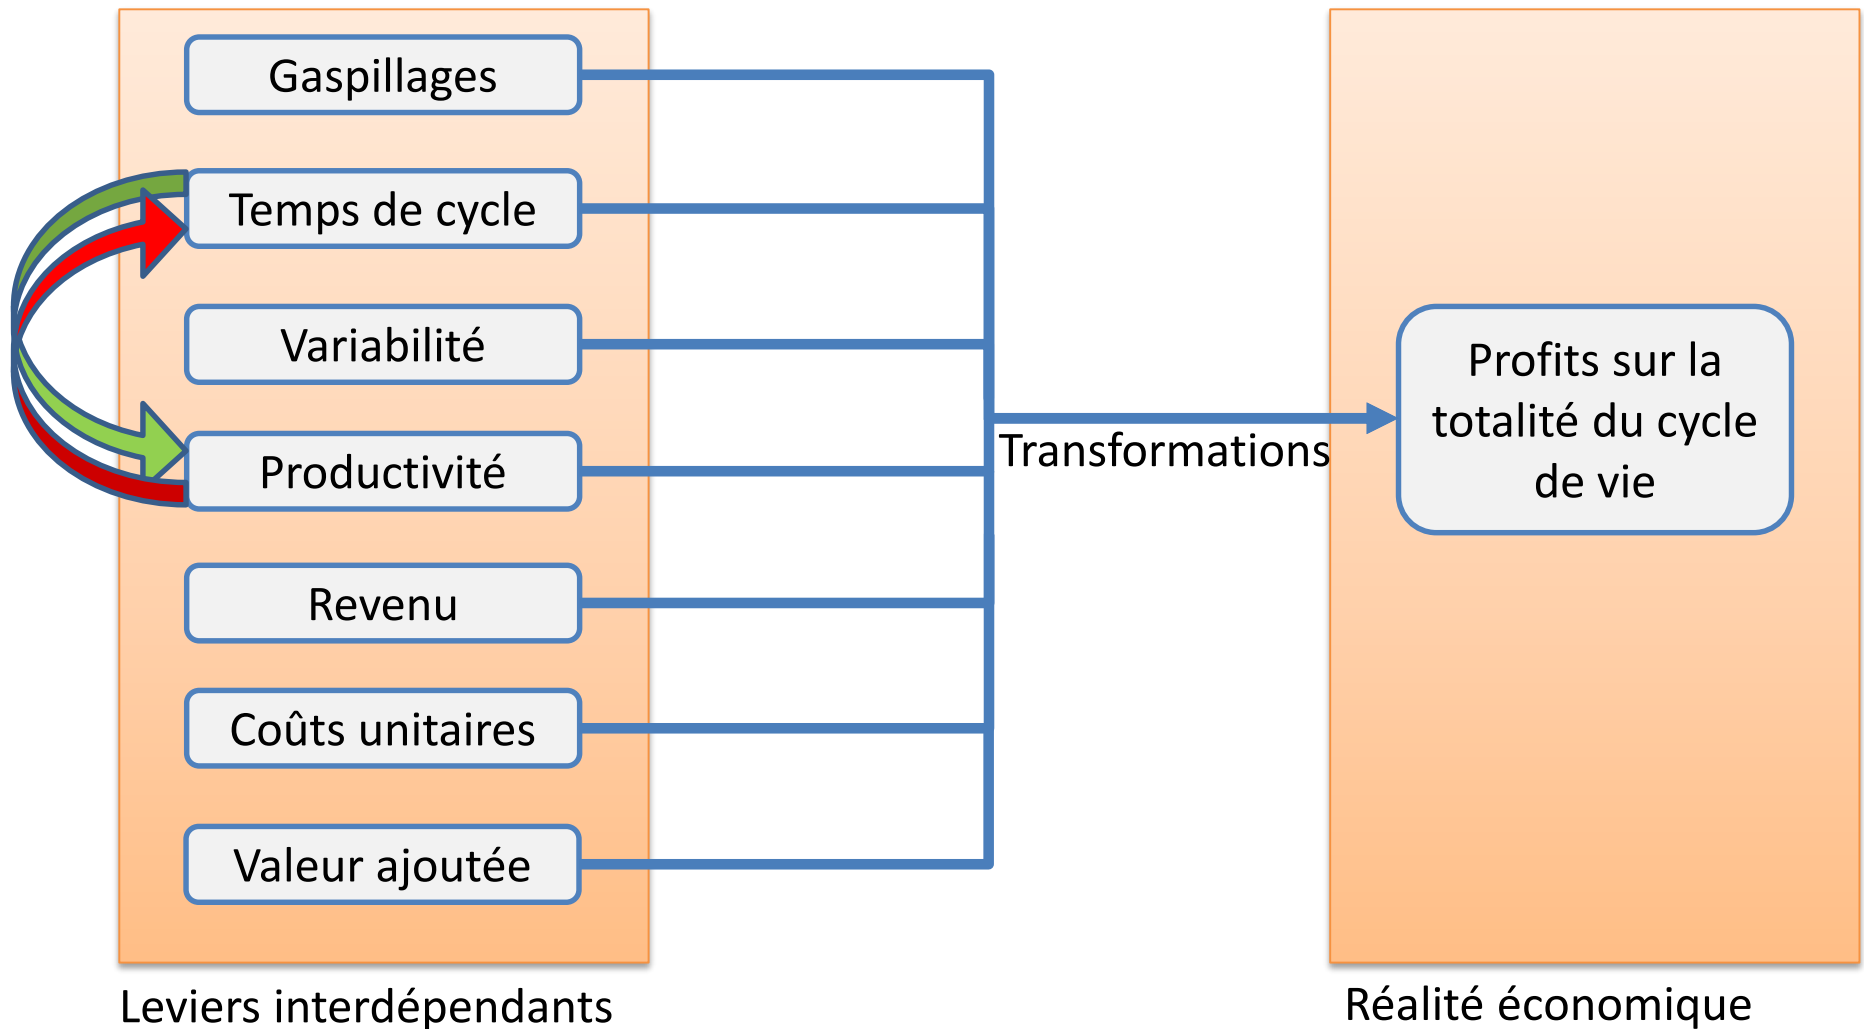 Gaspillages
Temps de cycle
Variabilité
Productivité
Revenu
Coûts unitaires
Valeur ajoutée
Leviers interdépendants
Transformations
Profits sur la
totalité du cycle
de vie
Réalité économique